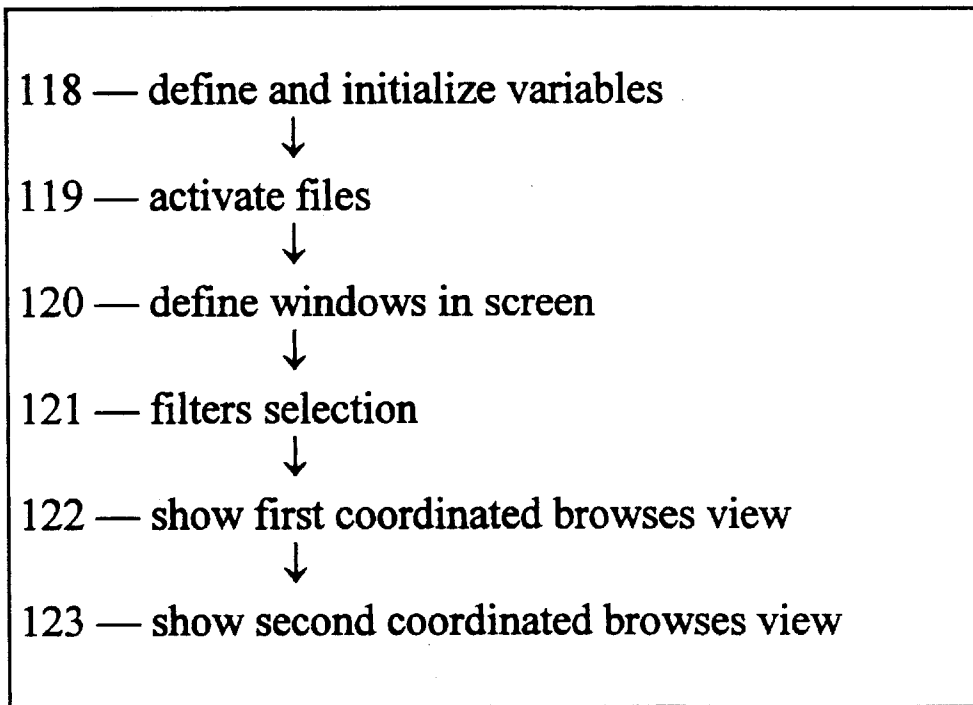 118 — define and initialize variables
↓
119 — activate files
↓
120 — define windows in screen
↓
121 — filters selection
↓
122 — show first coordinated browses view
↓
123 — show second coordinated browses view